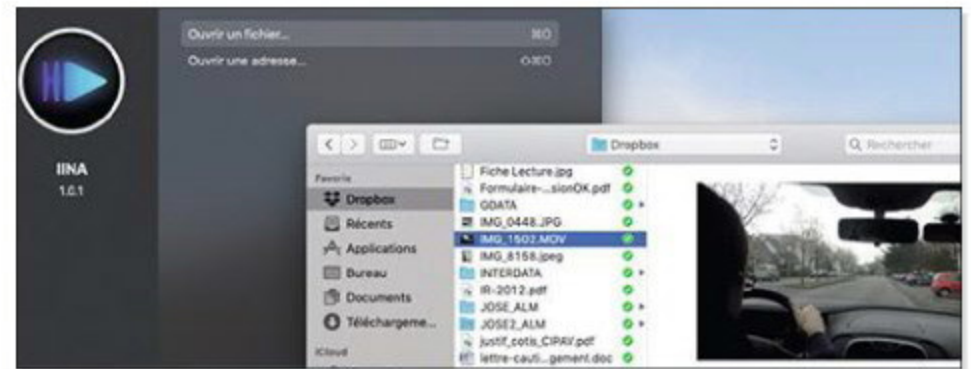 Ouvrir un fichier... ⌘O
Ouvrir une adresse... ⇧⌘O
IINA
1.0.1
Dropbox
Rechercher
Favoris
Dropbox
Récents
Applications
Bureau
Documents
Téléchargeme...
iCloud
Fiche Lecture.jpg
Formulaire-...sionOK.pdf
GDATA
IMG_0448.JPG
IMG_1502.MOV
IMG_8158.jpeg
INTERDATA
IR-2012.pdf
JOSE_ALM
JOSE2_ALM
justif_cotis_CIPAV.pdf
lettre-cauti...gement.doc